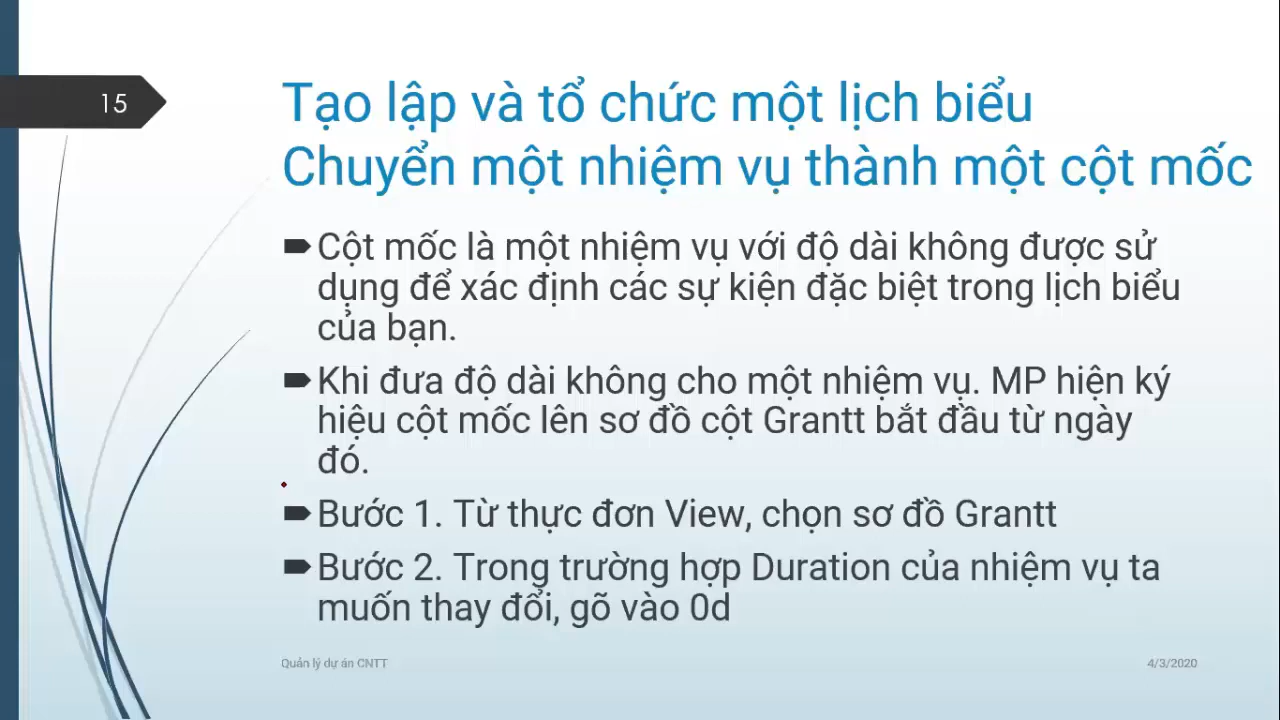 15
Tạo lập và tổ chức một lịch biểu
Chuyển một nhiệm vụ thành một cột mốc
Cột mốc là một nhiệm vụ với độ dài không được sử
dụng để xác định các sự kiện đặc biệt trong lịch biểu
của bạn.
Khi đưa độ dài không cho một nhiệm vụ. MP hiện ký
hiệu cột mốc lên sơ đồ cột Grantt bắt đầu từ ngày
đó.
Bước 1. Từ thực đơn View, chọn sơ đồ Grantt
Bước 2. Trong trường hợp Duration của nhiệm vụ ta
muốn thay đổi, gõ vào 0d
Quản lý dự án CNTT
4/3/2020